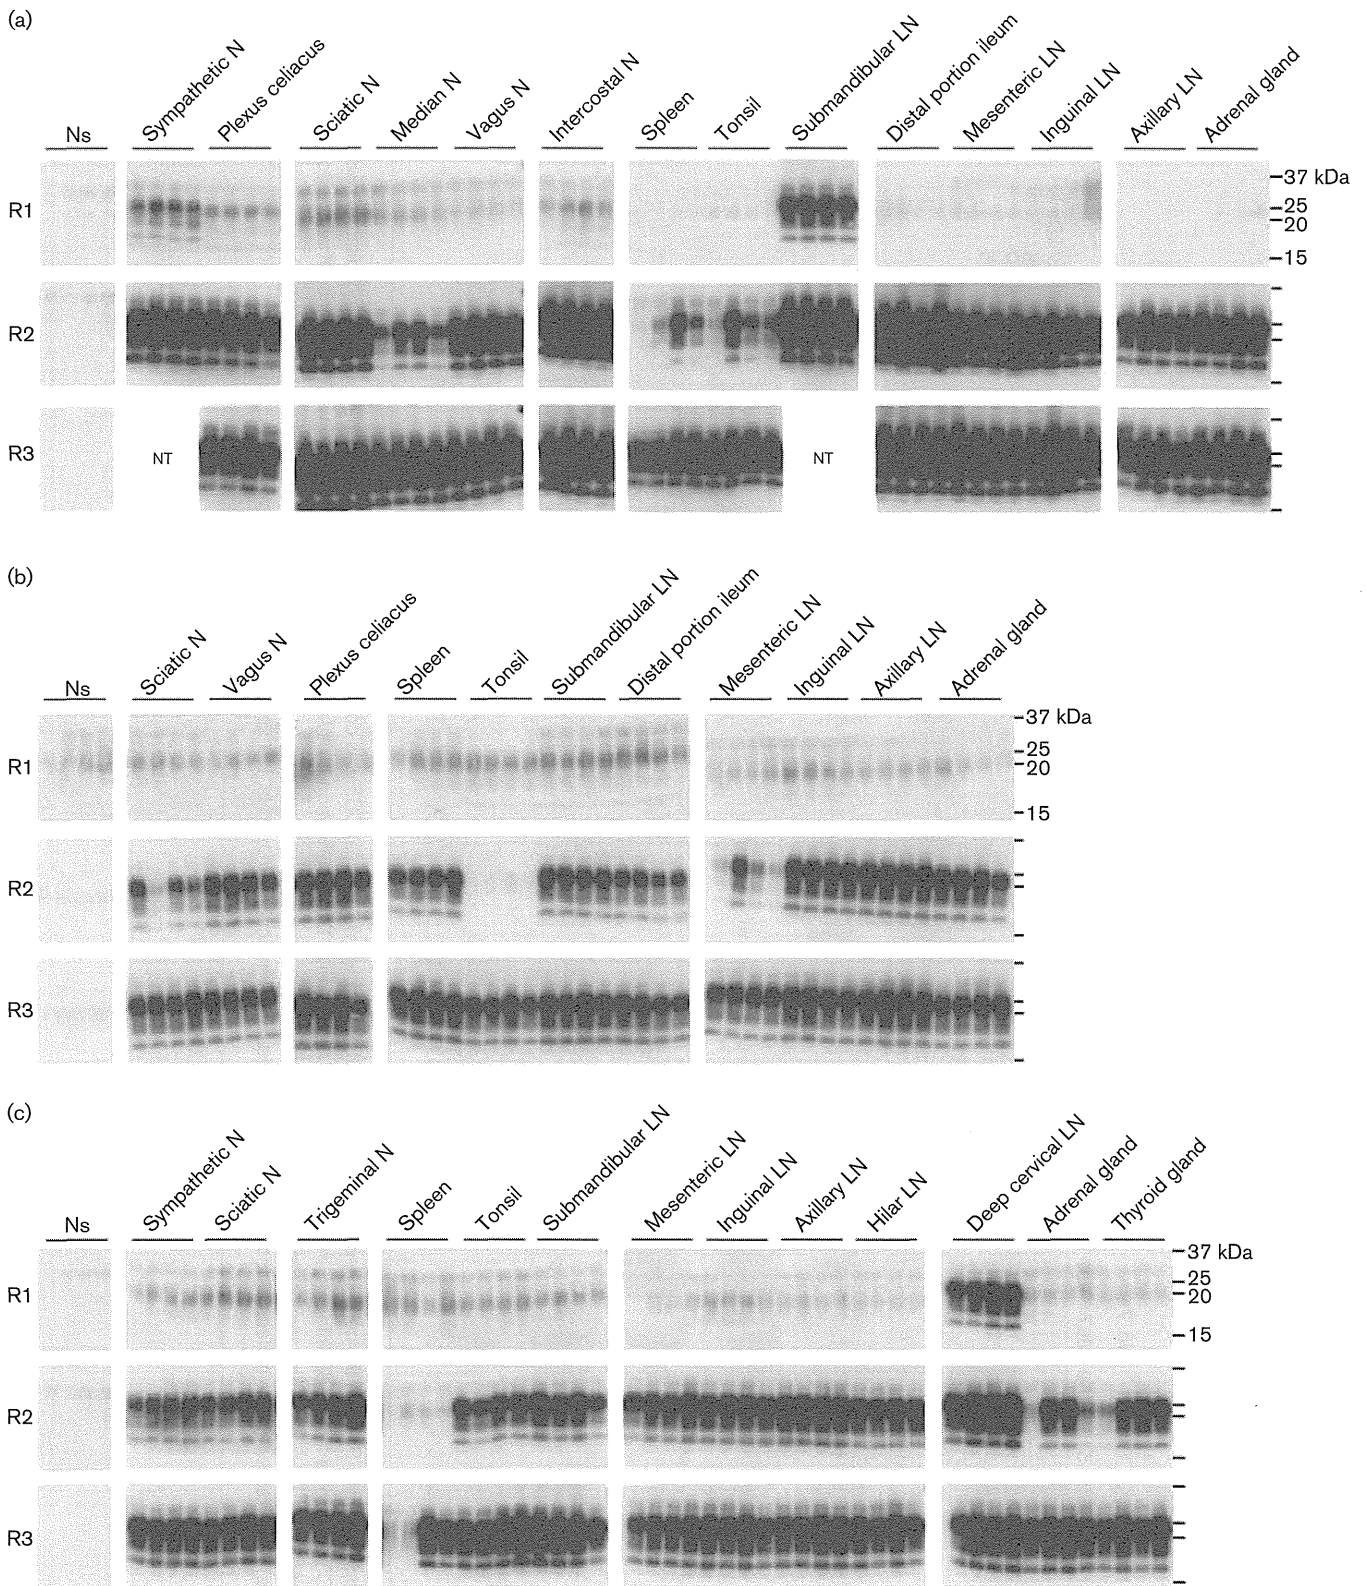 (a)
Ns Sympathetic N Plexus celiacus Sciatic N Median N Vagus N Intercostal N Spleen Tonsil Submandibular LN Distal portion ileum Mesenteric LN Inguinal LN Axillary LN Adrenal gland
R1
37 kDa
25
20
15
R2
R3 NT NT
(b)
Ns Sciatic N Vagus N Plexus celiacus Spleen Tonsil Submandibular LN Distal portion ileum Mesenteric LN Inguinal LN Axillary LN Adrenal gland
R1
37 kDa
25
20
15
R2
R3
(c)
Ns Sympathetic N Sciatic N Trigeminal N Spleen Tonsil Submandibular LN Mesenteric LN Inguinal LN Axillary LN Hilar LN Deep cervical LN Adrenal gland Thyroid gland
R1
37 kDa
25
20
15
R2
R3